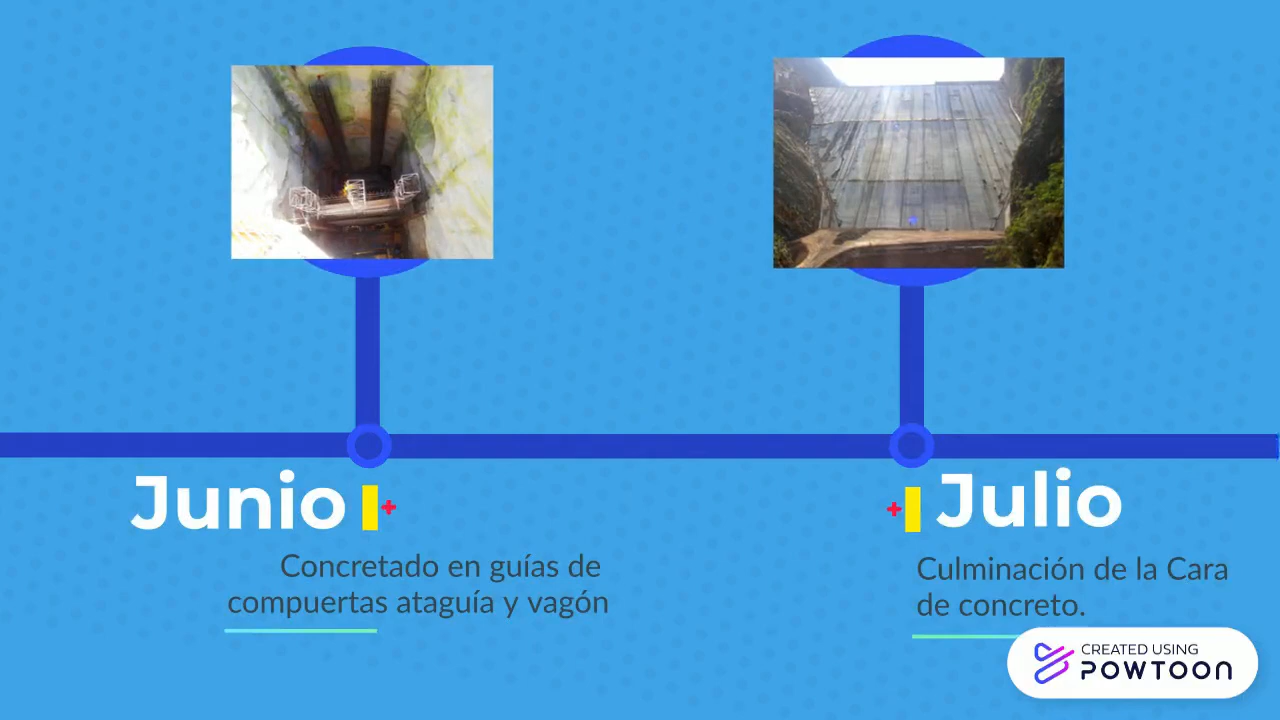 Junio
Concretado en guías de
compuertas ataguía y vagón
Julio
Culminación de la Cara
de concreto.
CREATED USING
POWTOON